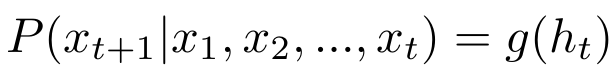 P(x_{t+1}|x_1, x_2, ..., x_t) = g(h_t)